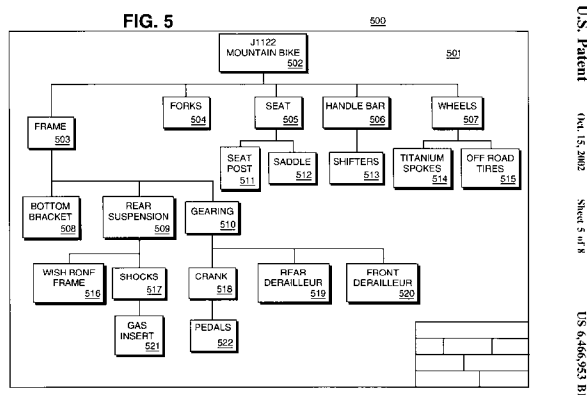 FIG. 5
500
J1122
MOUNTAIN BIKE
502
501
FRAME
503
FORKS
504
SEAT
505
HANDLE BAR
506
WHEELS
507
SEAT
POST
511
SADDLE
512
SHIFTERS
513
TITANIUM
SPOKES
514
OFF ROAD
TIRES
515
BOTTOM
BRACKET
508
REAR
SUSPENSION
509
GEARING
510
WISH BONE
FRAME
516
SHOCKS
517
CRANK
518
REAR
DERAILLEUR
519
FRONT
DERAILLEUR
520
GAS
INSERT
521
PEDALS
522
U.S. Patent
Oct. 15, 2002
Sheet 5 of 8
US 6,466,953 B1